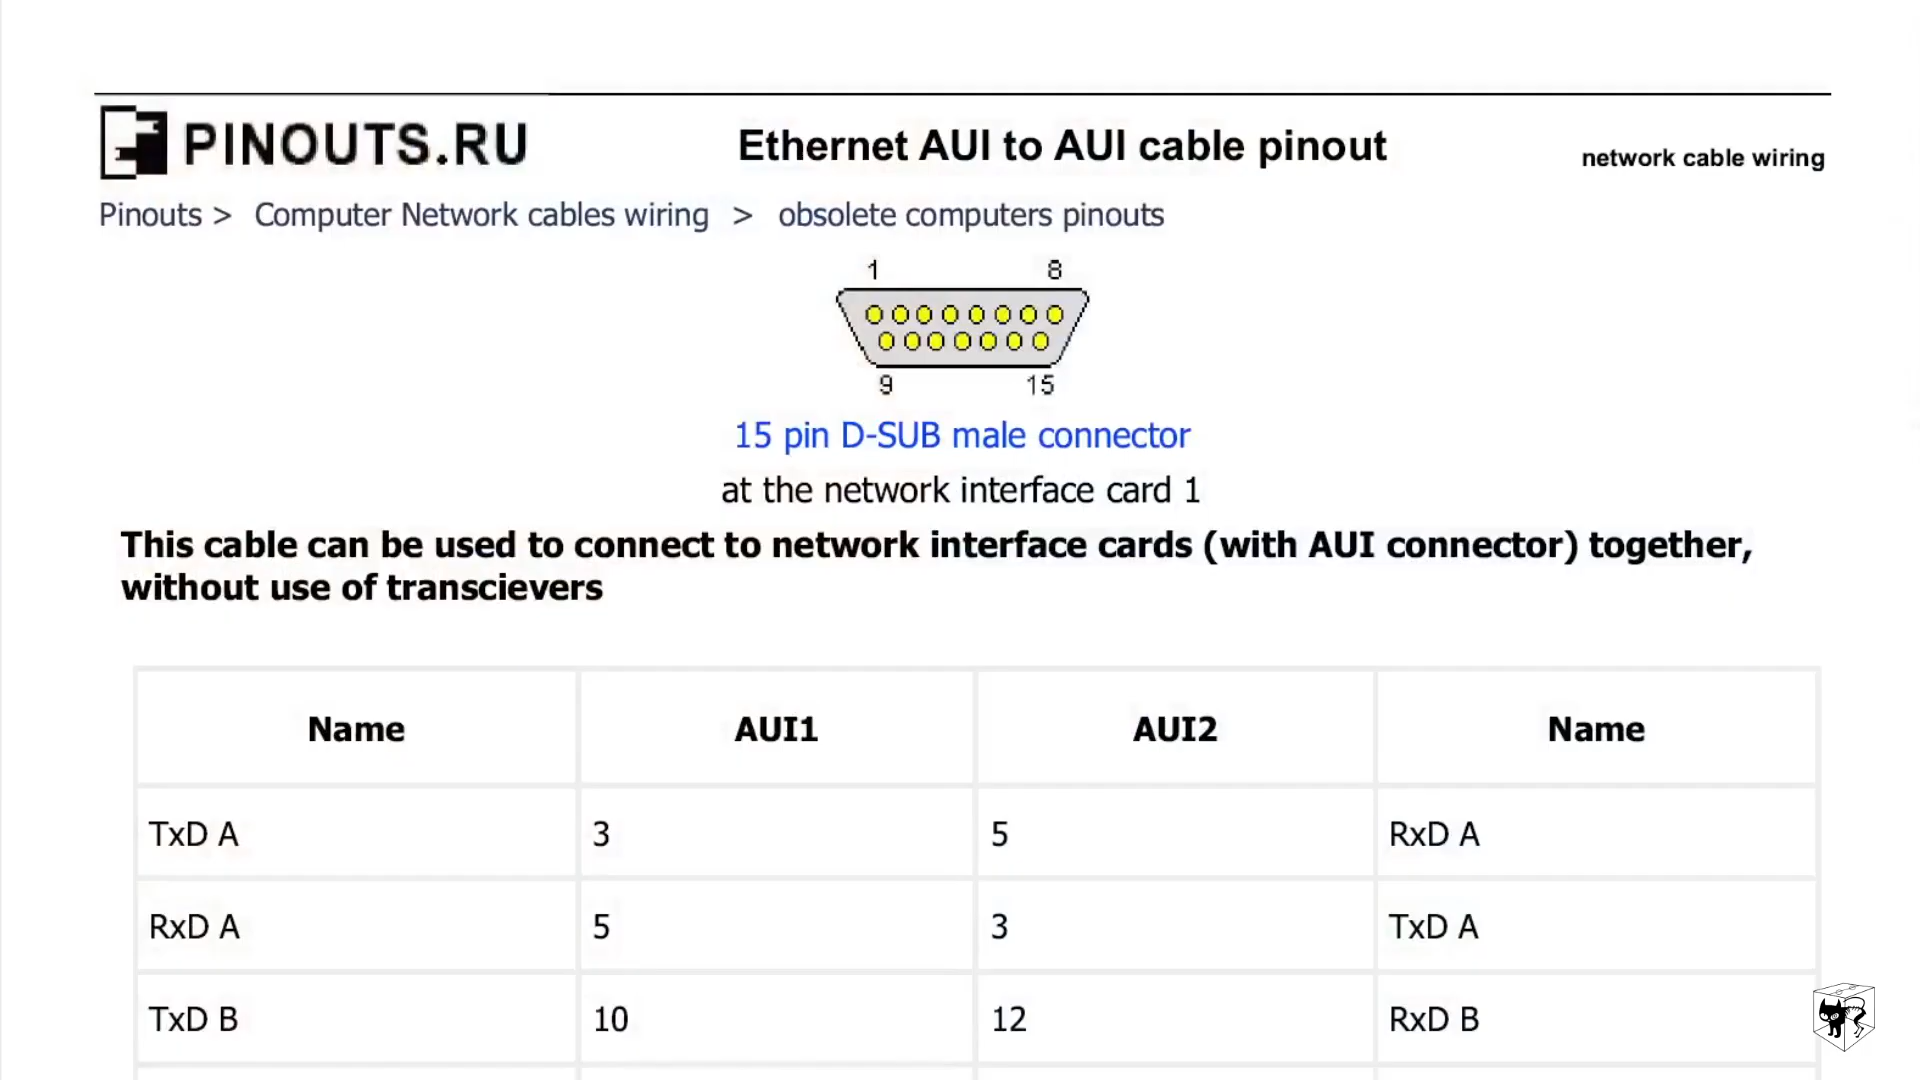 PINOUTS.RU
Ethernet AUI to AUI cable pinout
network cable wiring
Pinouts > Computer Network cables wiring > obsolete computers pinouts
1 8
9 15
15 pin D-SUB male connector
at the network interface card 1
This cable can be used to connect to network interface cards (with AUI connector) together,
without use of transcievers
Name AUI1 AUI2 Name
TxD A 3 5 RxD A
RxD A 5 3 TxD A
TxD B 10 12 RxD B